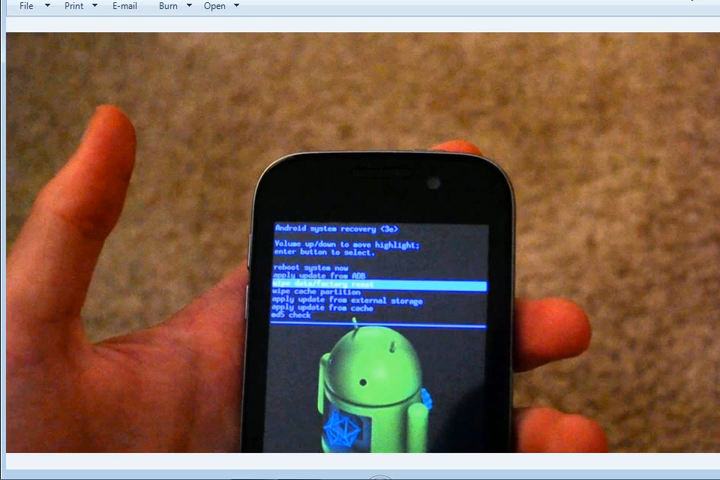 File Print E-mail Burn Open
Android system recovery <3e>
Volume up/down to move highlight;
enter button to select.
reboot system now
apply update from ADB
wipe data/factory reset
wipe cache partition
apply update from external storage
apply update from cache
md5 check